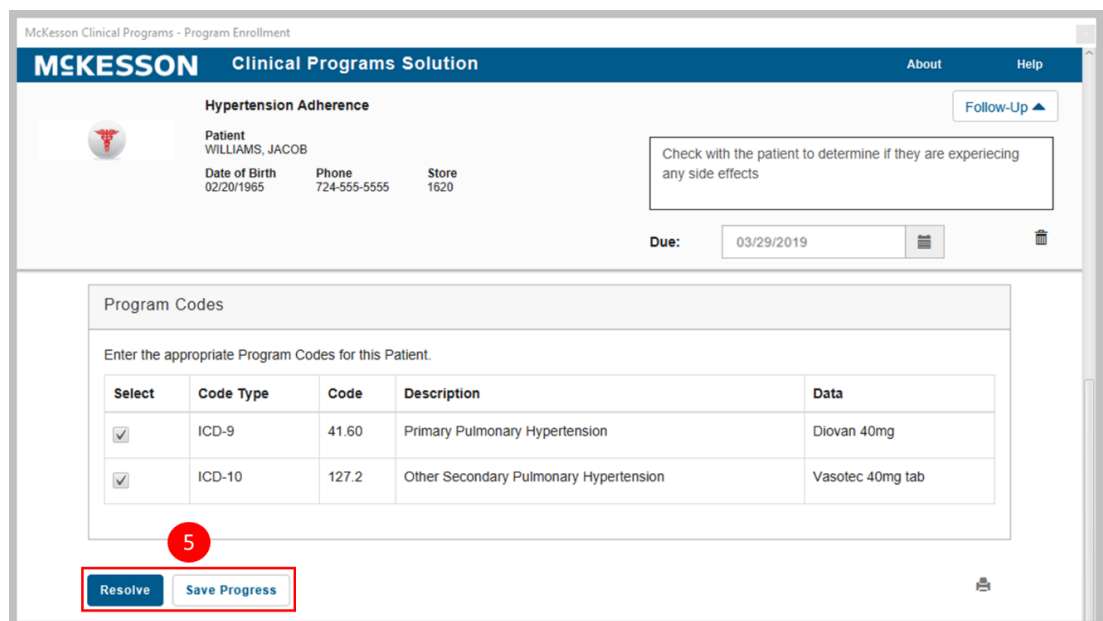 McKesson Clinical Programs - Program Enrollment
MCKESSON Clinical Programs Solution About Help
Hypertension Adherence
Follow-Up
Patient
WILLIAMS, JACOB
Date of Birth Phone Store
02/20/1965 724-555-5555 1620
Check with the patient to determine if they are experiecing
any side effects
Due: 03/29/2019
Program Codes
Enter the appropriate Program Codes for this Patient.
Select Code Type Code Description Data
ICD-9 41.60 Primary Pulmonary Hypertension Diovan 40mg
ICD-10 127.2 Other Secondary Pulmonary Hypertension Vasotec 40mg tab
5
Resolve Save Progress